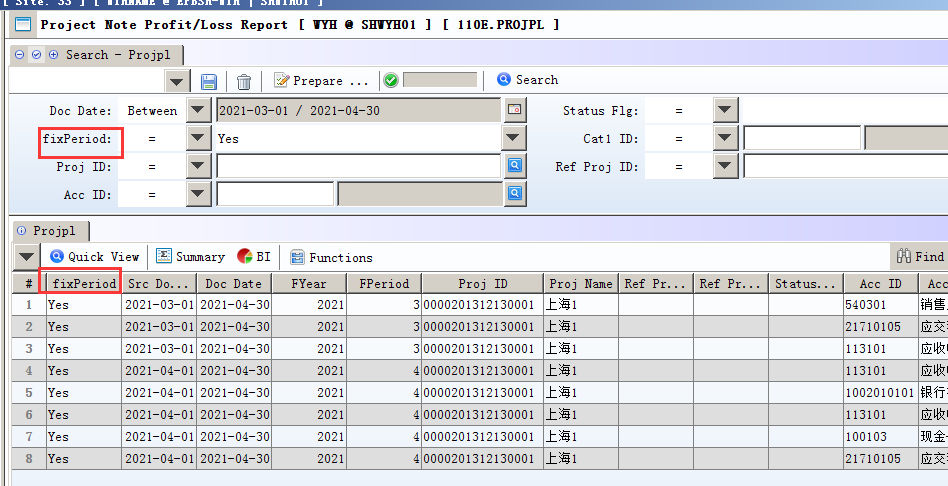 Project Note Profit/Loss Report [ WYH @ SHWYH01 ] [ 110E.PROJPL ]
Search - Projpl
Prepare ... Search
Doc Date: Between 2021-03-01 / 2021-04-30 Status Flg: =
fixPeriod: = Yes Cat1 ID: =
Proj ID: = Ref Proj ID: =
Acc ID: =
Projpl
Quick View Summary BI Functions Find
# fixPeriod Src Do... Doc Date FYear FPeriod Proj ID Proj Name Ref Pr... Ref Pr... Status... Acc ID Acc
1 Yes 2021-03-01 2021-04-30 2021 3 0000201312130001 上海1 540301 销售
2 Yes 2021-03-01 2021-04-30 2021 3 0000201312130001 上海1 21710105 应交
3 Yes 2021-03-01 2021-04-30 2021 3 0000201312130001 上海1 113101 应收
4 Yes 2021-04-01 2021-04-30 2021 4 0000201312130001 上海1 113101 应收
5 Yes 2021-04-01 2021-04-30 2021 4 0000201312130001 上海1 1002010101 银行
6 Yes 2021-04-01 2021-04-30 2021 4 0000201312130001 上海1 113101 应收
7 Yes 2021-04-01 2021-04-30 2021 4 0000201312130001 上海1 100103 现金
8 Yes 2021-04-01 2021-04-30 2021 4 0000201312130001 上海1 21710105 应交